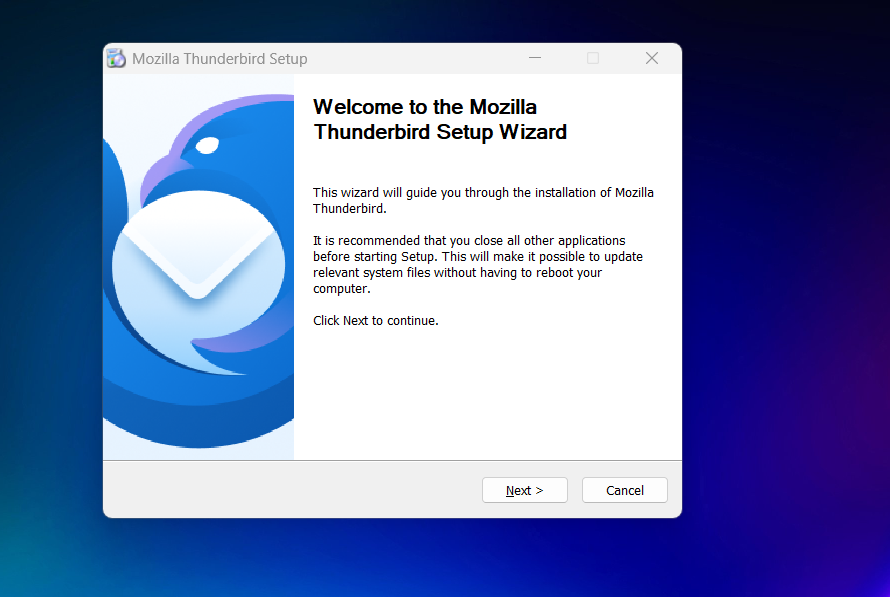 Mozilla Thunderbird Setup
Welcome to the Mozilla
Thunderbird Setup Wizard
This wizard will guide you through the installation of Mozilla
Thunderbird.
It is recommended that you close all other applications
before starting Setup. This will make it possible to update
relevant system files without having to reboot your
computer.
Click Next to continue.
Next >
Cancel